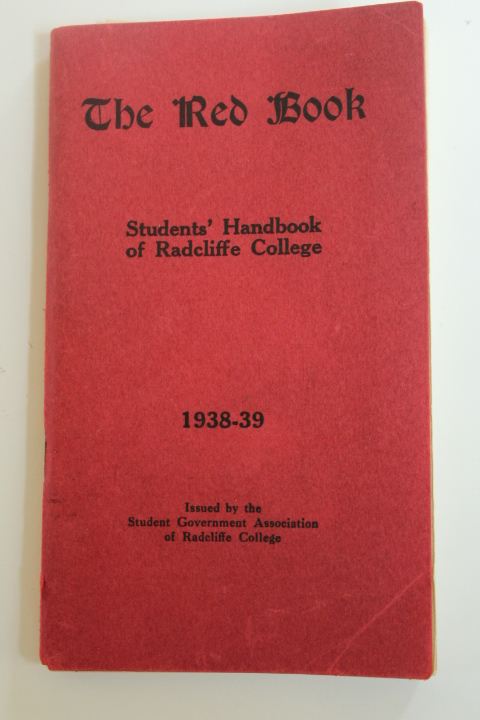 The Red Book
Students' Handbook
of Radcliffe College
1938-39
Issued by the
Student Government Association
of Radcliffe College